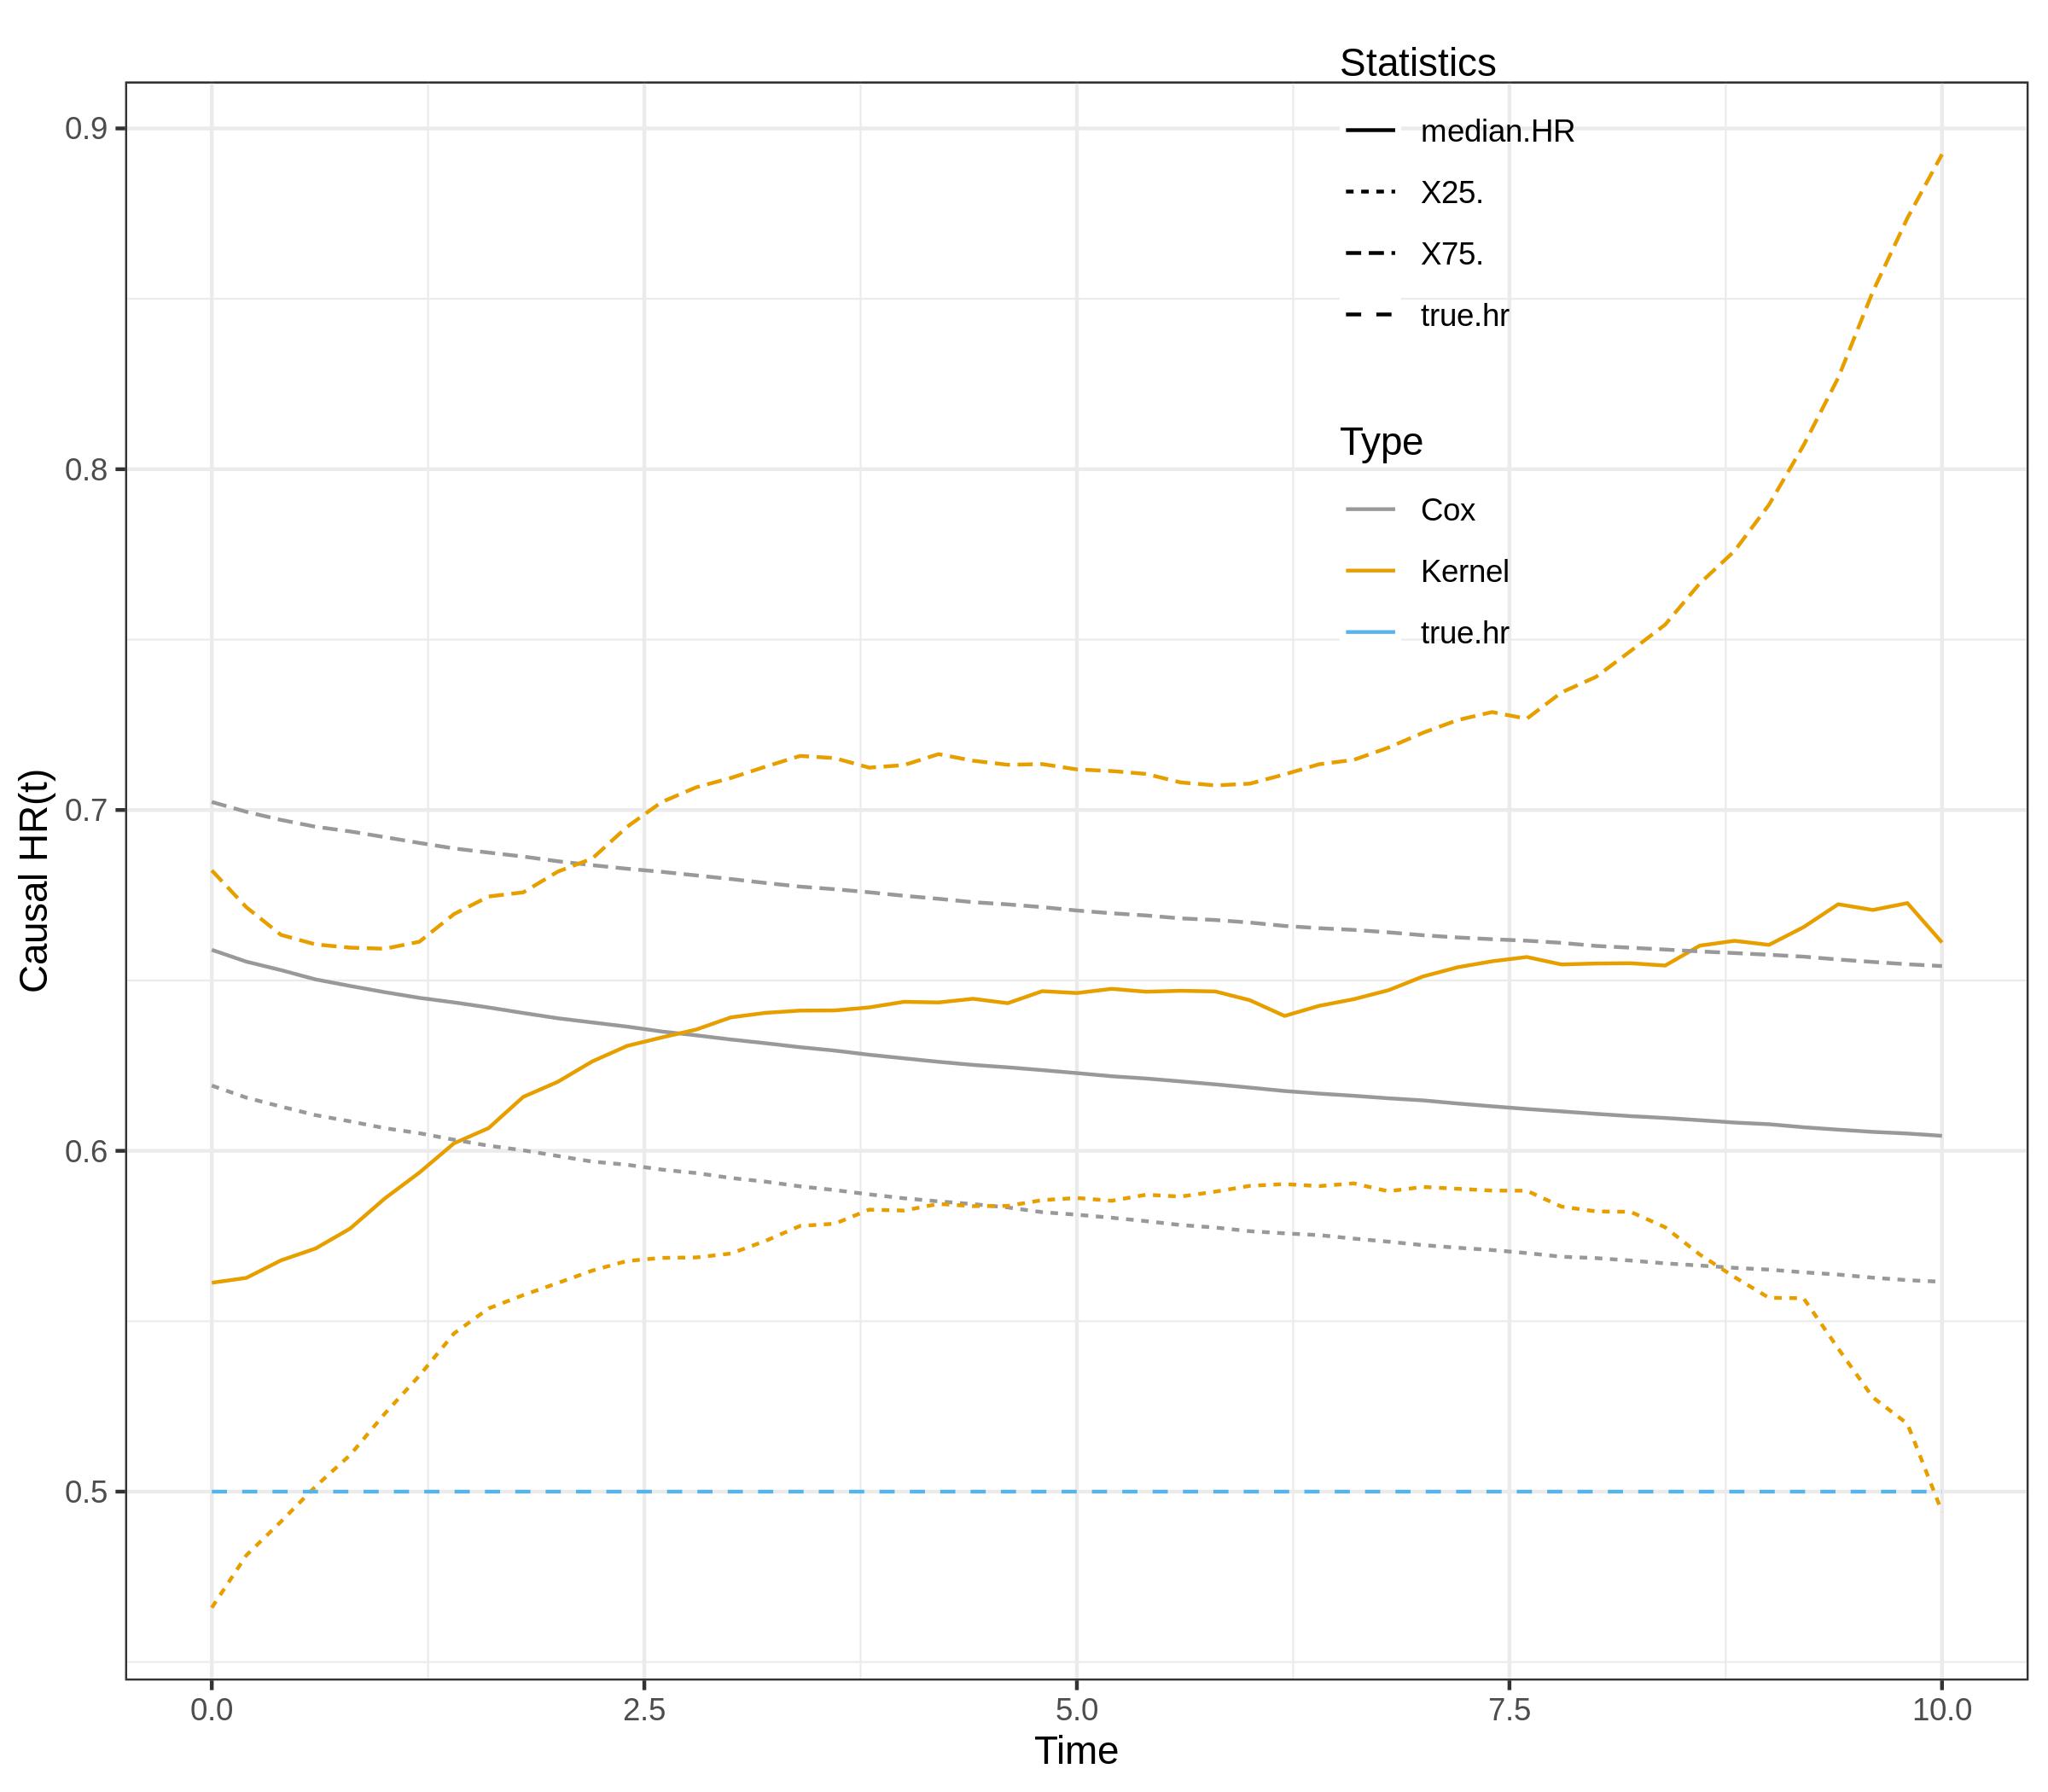 Statistics
median.HR
X25.
X75.
true.hr
Type
Cox
Kernel
true.hr
Causal HR(t)
0.9
0.8
0.7
0.6
0.5
0.0 2.5 5.0 7.5 10.0
Time